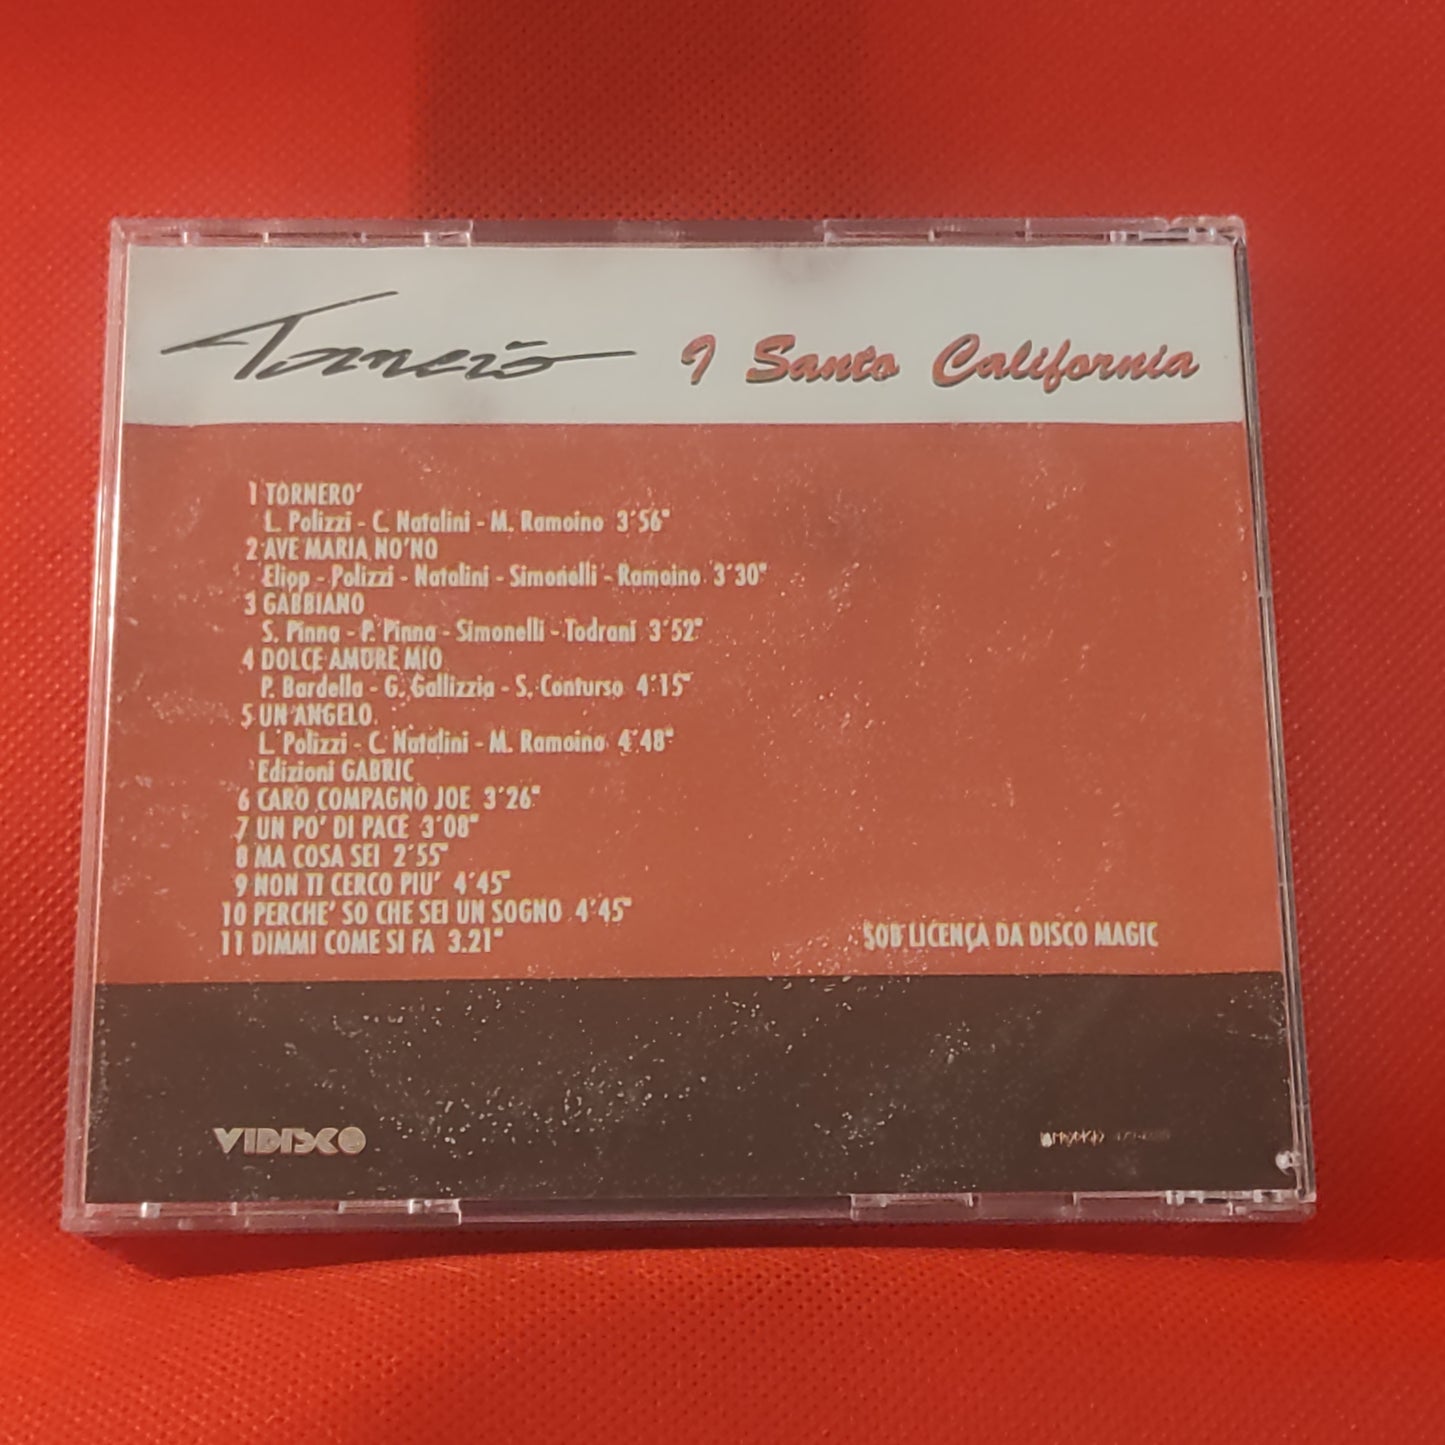 Tornerò I Santo California
1 TORNERO'
L. Polizzi - C. Natalini - M. Ramoino 3'56"
2 AVE MARIA NO'NO
Eliop - Polizzi - Natalini - Simonelli - Ramoino 3'30"
3 GABBIANO
S. Pinna - P. Pinna - Simonelli - Todrani 3'52"
4 DOLCE AMORE MIO
P. Bardella - G. Gallizzia - S. Conturso 4'15"
5 UN ANGELO
L. Polizzi - C. Natalini - M. Ramoino 4'48"
Edizioni GABRIC
6 CARO COMPAGNO JOE 3'26"
7 UN PO' DI PACE 3'08"
8 MA COSA SEI 2'55"
9 NON TI CERCO PIU' 4'45"
10 PERCHE' SO CHE SEI UN SOGNO 4'45"
11 DIMMI COME SI FA 3.21"
SOB LICENÇA DA DISCO MAGIC
VIDISCO